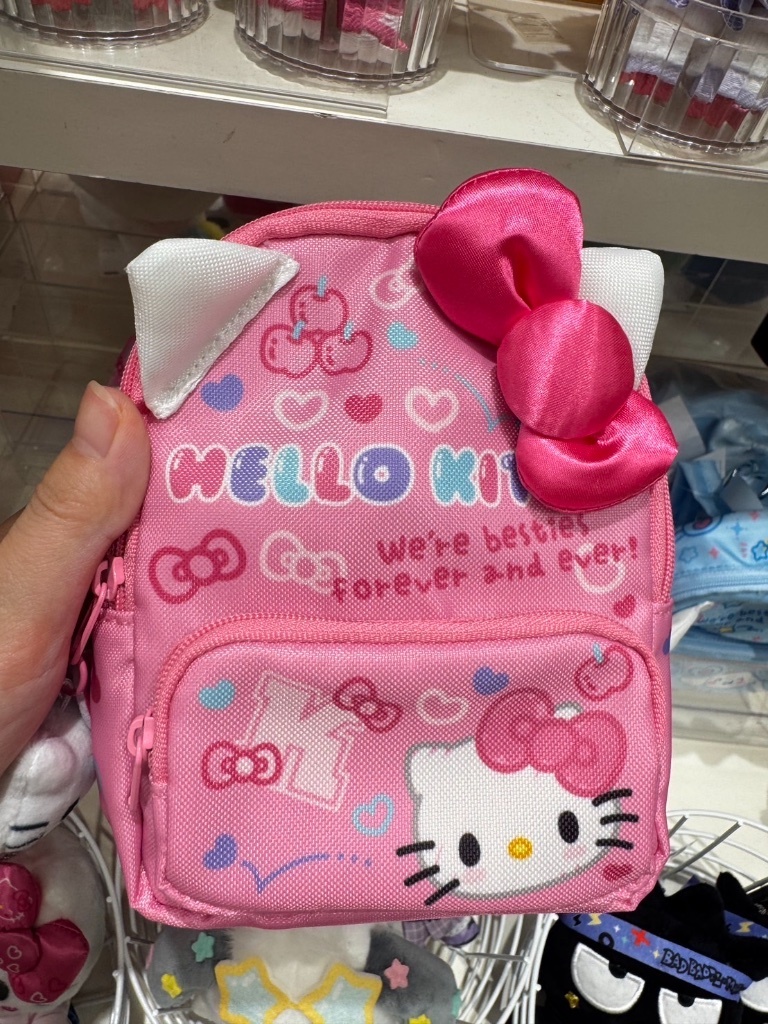 HELLO KIT
We're besties
forever and ever!
K
BAD BADTZ-